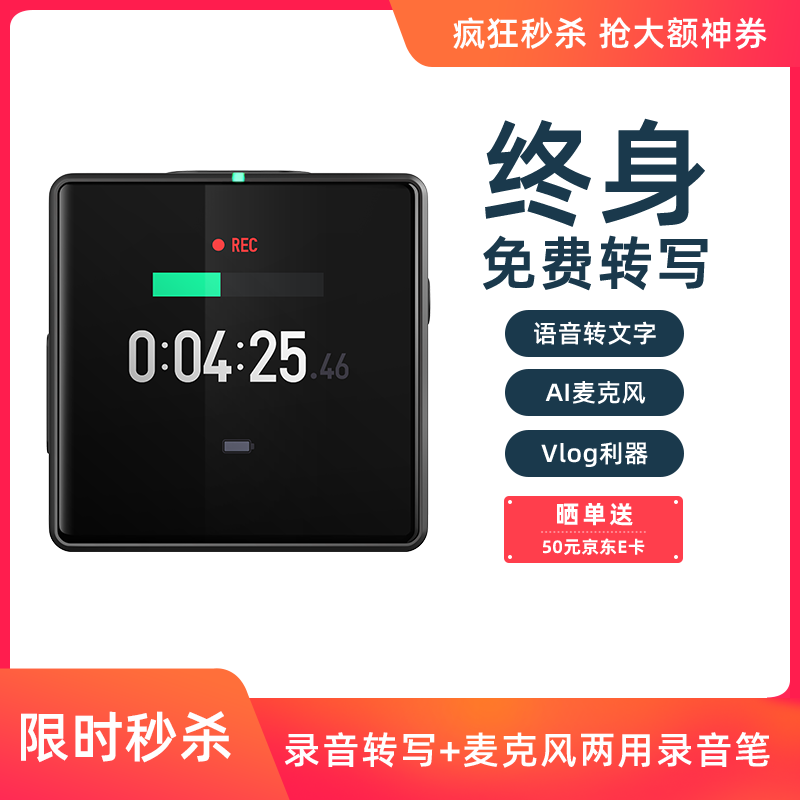 疯狂秒杀 抢大额神券
REC
0:04:25.46
终身
免费转写
语音转文字
AI麦克风
Vlog利器
晒单送
50元京东E卡
限时秒杀
录音转写+麦克风两用录音笔